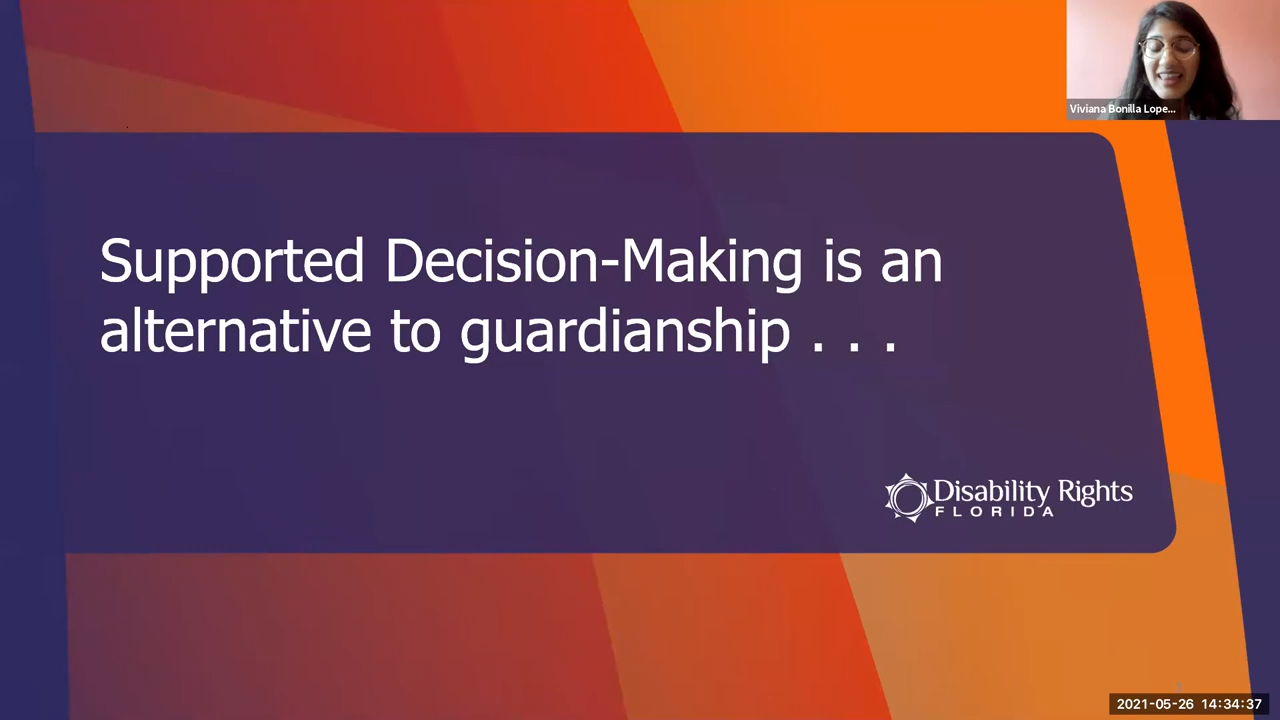 Viviana Bonilla Lope...
Supported Decision-Making is an
alternative to guardianship . . .
Disability Rights
FLORIDA
2021-05-26 14:34:37